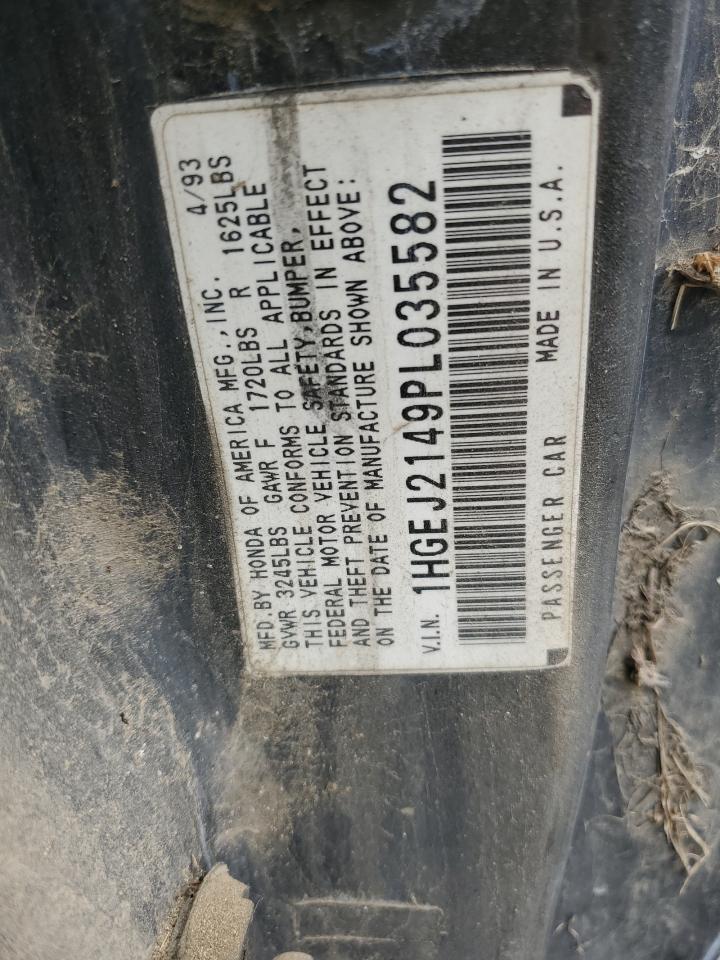 MFD.BY HONDA OF AMERICA MFG.,INC. 4/93
GVWR 3245LBS GAWR F 1720LBS R 1625LBS
THIS VEHICLE CONFORMS TO ALL APPLICABLE
FEDERAL MOTOR VEHICLE SAFETY,BUMPER,
AND THEFT PREVENTION STANDARDS IN EFFECT
ON THE DATE OF MANUFACTURE SHOWN ABOVE:
V.I.N. 1HGEJ2149PL035582
PASSENGER CAR MADE IN U.S.A.